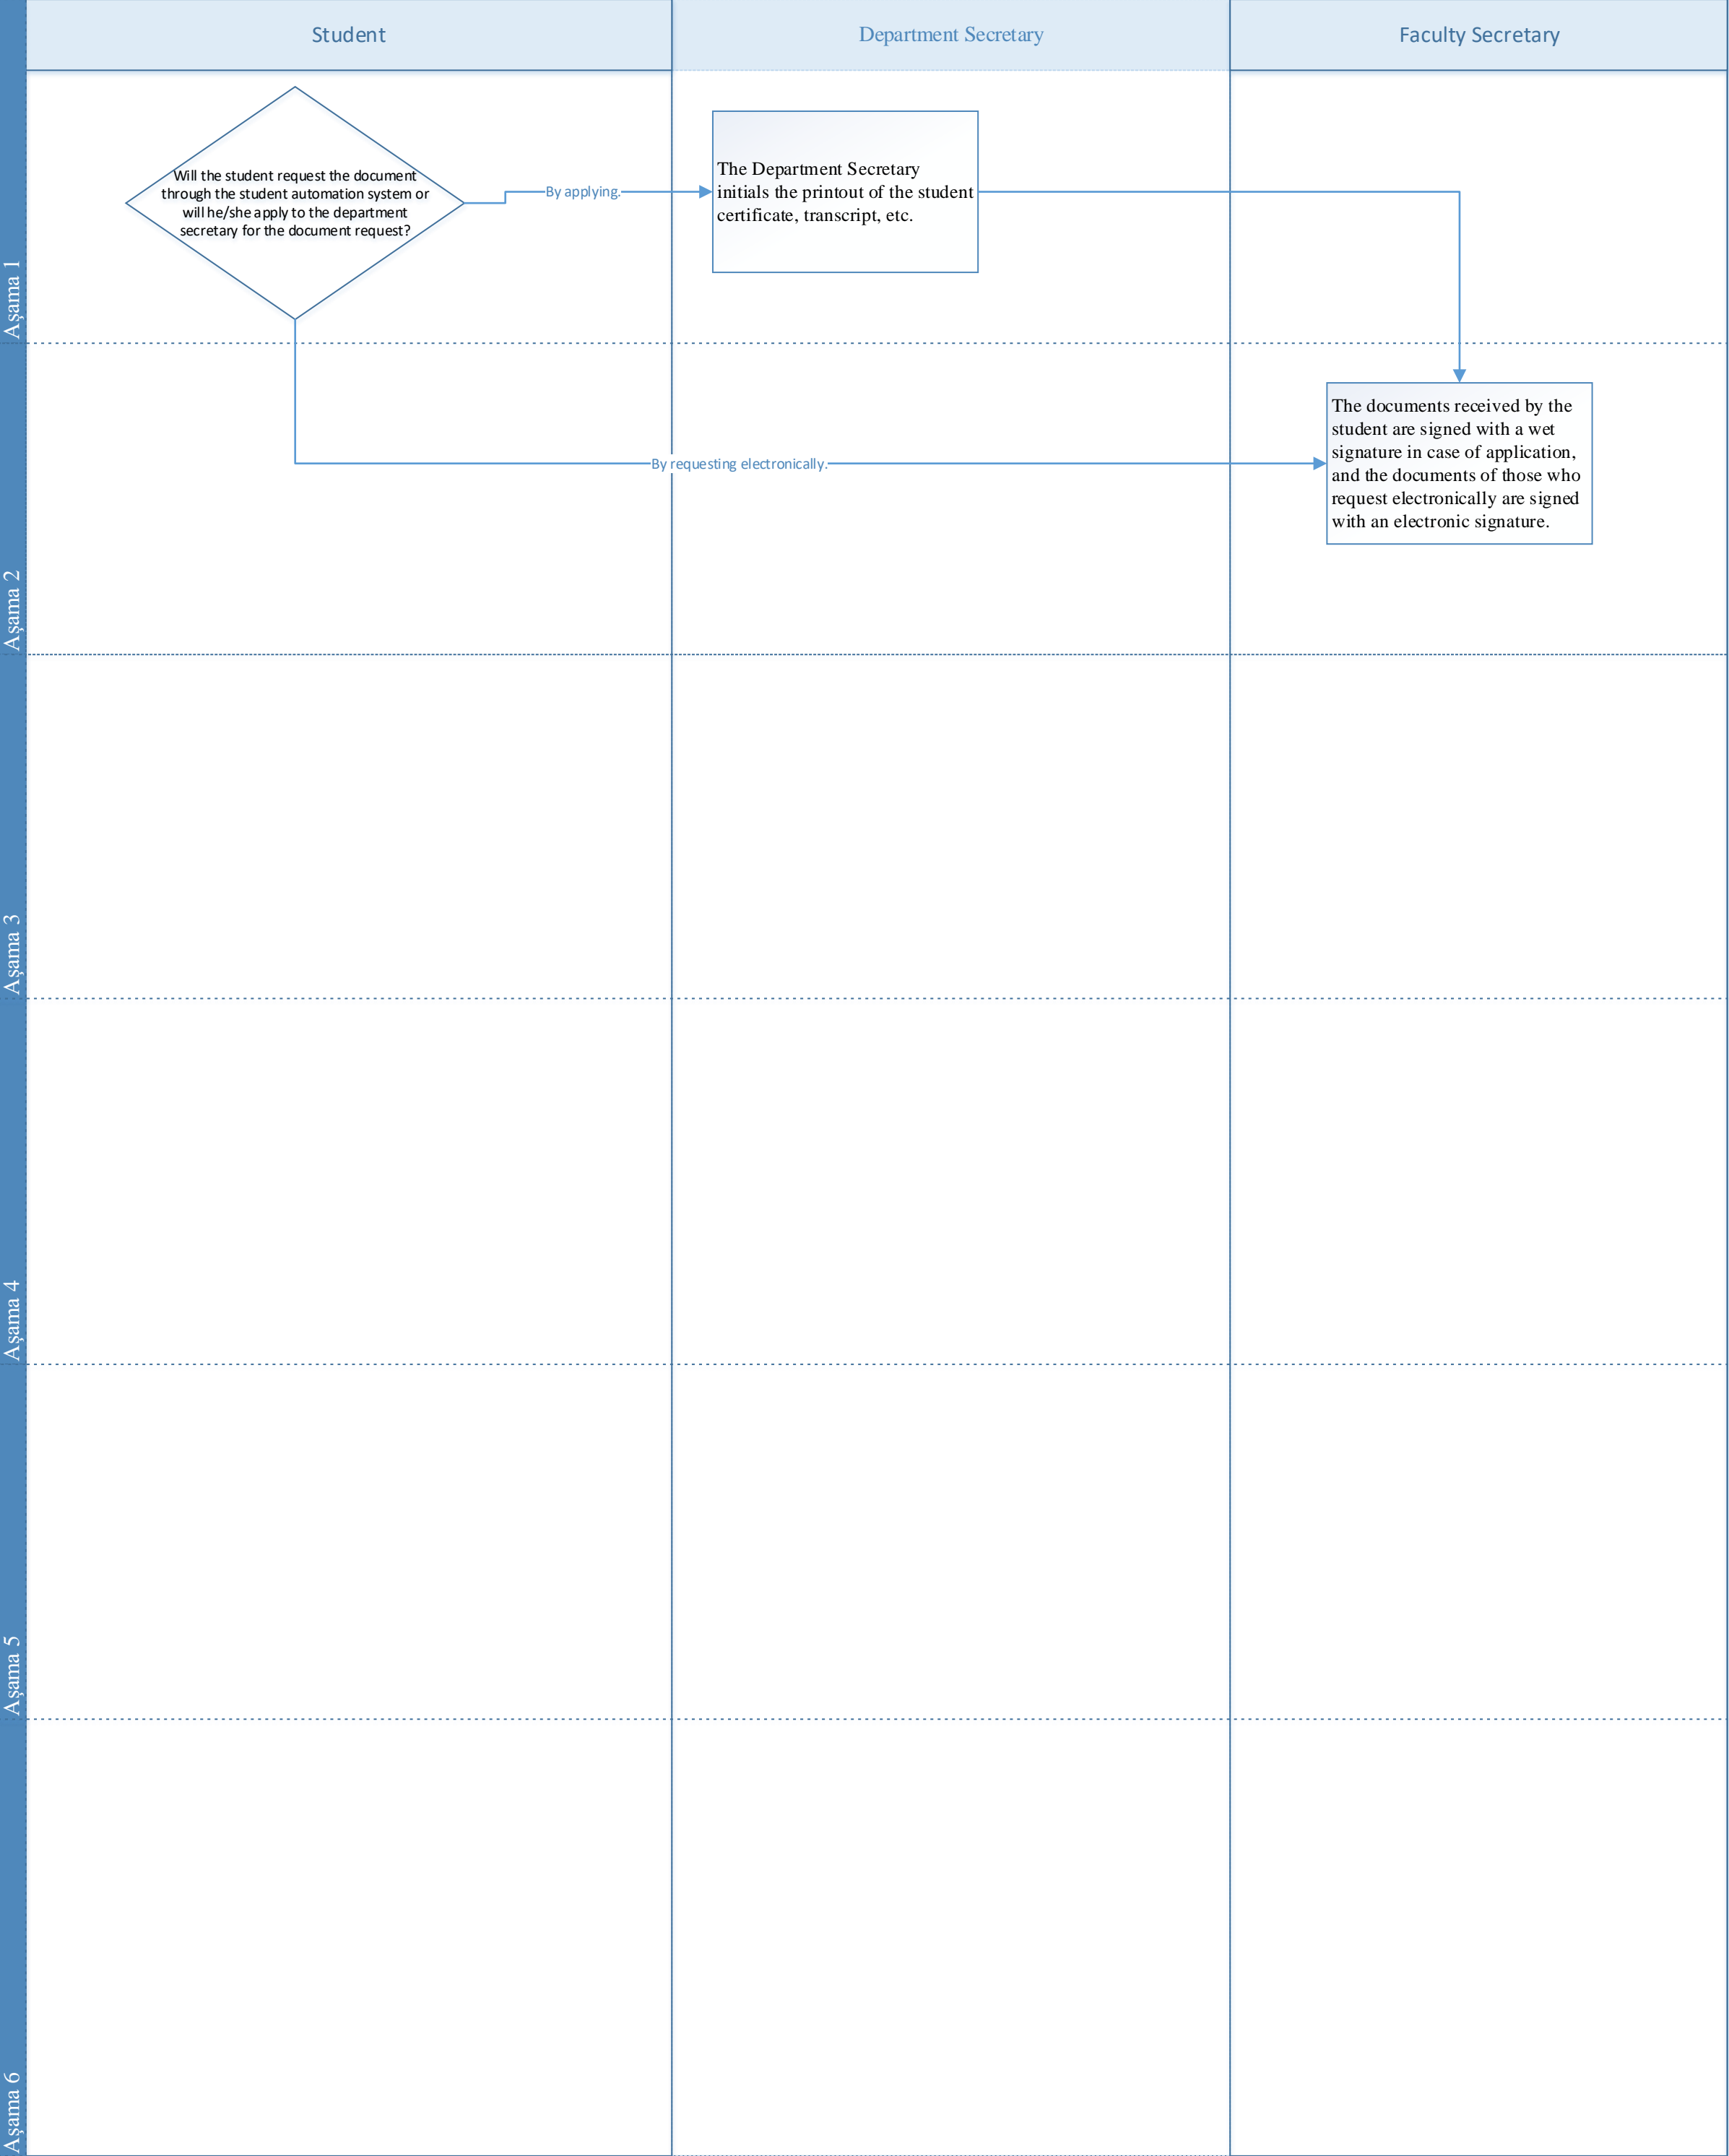 Student
Department Secretary
Faculty Secretary
Will the student request the document
through the student automation system or
will he/she apply to the department
secretary for the document request?
By applying.
The Department Secretary
initials the printout of the student
certificate, transcript, etc.
Aşama 1
By requesting electronically.
The documents received by the
student are signed with a wet
signature in case of application,
and the documents of those who
request electronically are signed
with an electronic signature.
Aşama 2
Aşama 3
Aşama 4
Aşama 5
Aşama 6